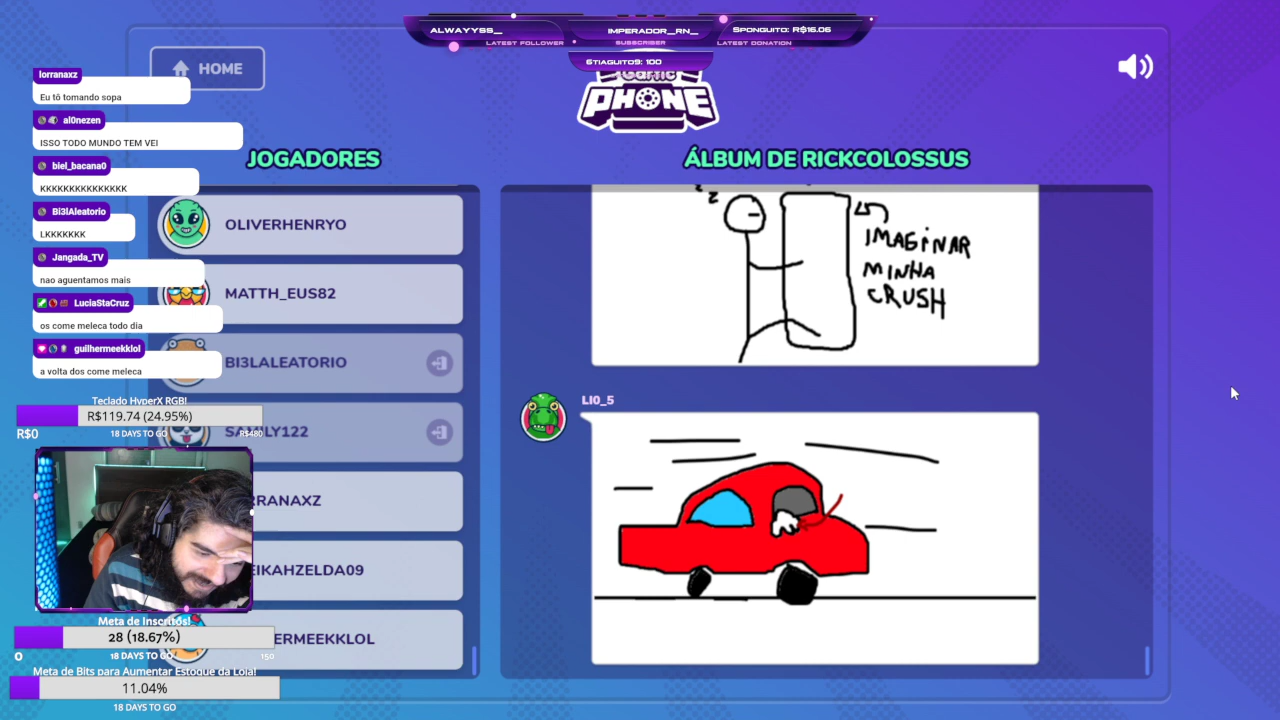 ALWAYYSS_
LATEST FOLLOWER
IMPERADOR_RN_
SUBSCRIBER
SPONGUITO: R$16.06
LATEST DONATION
6TIAGUITO9: 100
HOME
PHONE
lorranaxz
Eu tô tomando sopa
al0nezen
ISSO TODO MUNDO TEM VEI
biel_bacana0
KKKKKKKKKKKKKKK
Bi3lAleatorio
LKKKKKKK
Jangada_TV
nao aguentamos mais
LuciaStaCruz
os come meleca todo dia
guilhermeekklol
a volta dos come meleca
Teclado HyperX RGB!
R$119.74 (24.95%)
R$0
18 DAYS TO GO
R$480
Meta de Inscritos!
28 (18.67%)
0
18 DAYS TO GO
150
Meta de Bits para Aumentar Estoque da Loja!
11.04%
18 DAYS TO GO
JOGADORES
OLIVERHENRYO
MATTH_EUS82
BI3LALEATORIO
RRANAXZ
EIKAHZELDA09
ERMEEKKLOL
ÁLBUM DE RICKCOLOSSUS
IMAGINAR
MINHA
CRUSH
LI0_5